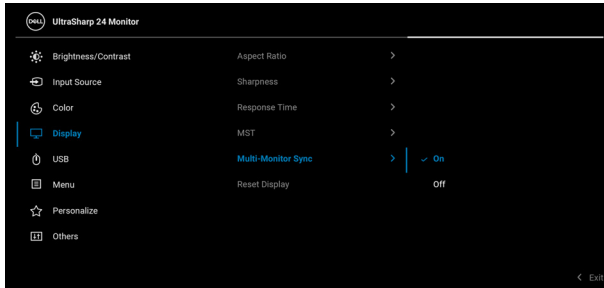 DELL UltraSharp 24 Monitor
Brightness/Contrast Aspect Ratio
Input Source Sharpness
Color Response Time
Display MST
USB Multi-Monitor Sync On
Menu Reset Display Off
Personalize
Others
Exit